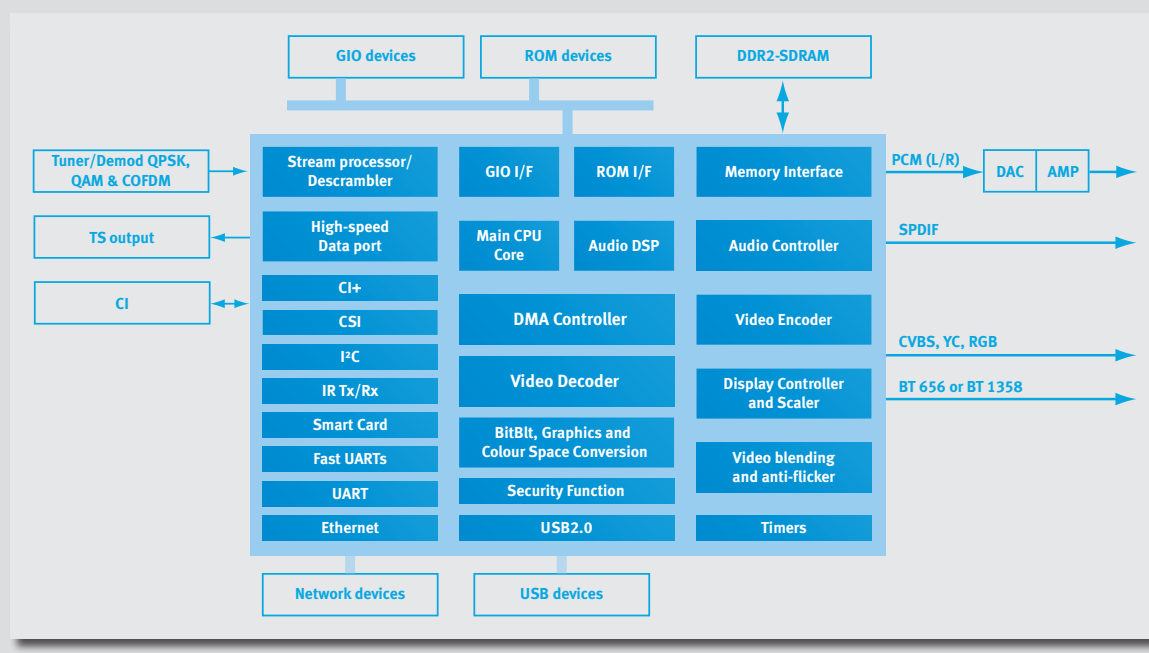 GIO devices
ROM devices
DDR2-SDRAM
Tuner/Demod QPSK,
QAM & COFDM
TS output
CI
Stream processor/
Descrambler
High-speed
Data port
CI+
CSI
I²C
IR Tx/Rx
Smart Card
Fast UARTs
UART
Ethernet
GIO I/F
ROM I/F
Main CPU
Core
Audio DSP
DMA Controller
Video Decoder
BitBlt, Graphics and
Colour Space Conversion
Security Function
USB2.0
Memory Interface
Audio Controller
Video Encoder
Display Controller
and Scaler
Video blending
and anti-flicker
Timers
PCM (L/R)
DAC
AMP
SPDIF
CVBS, YC, RGB
BT 656 or BT 1358
Network devices
USB devices